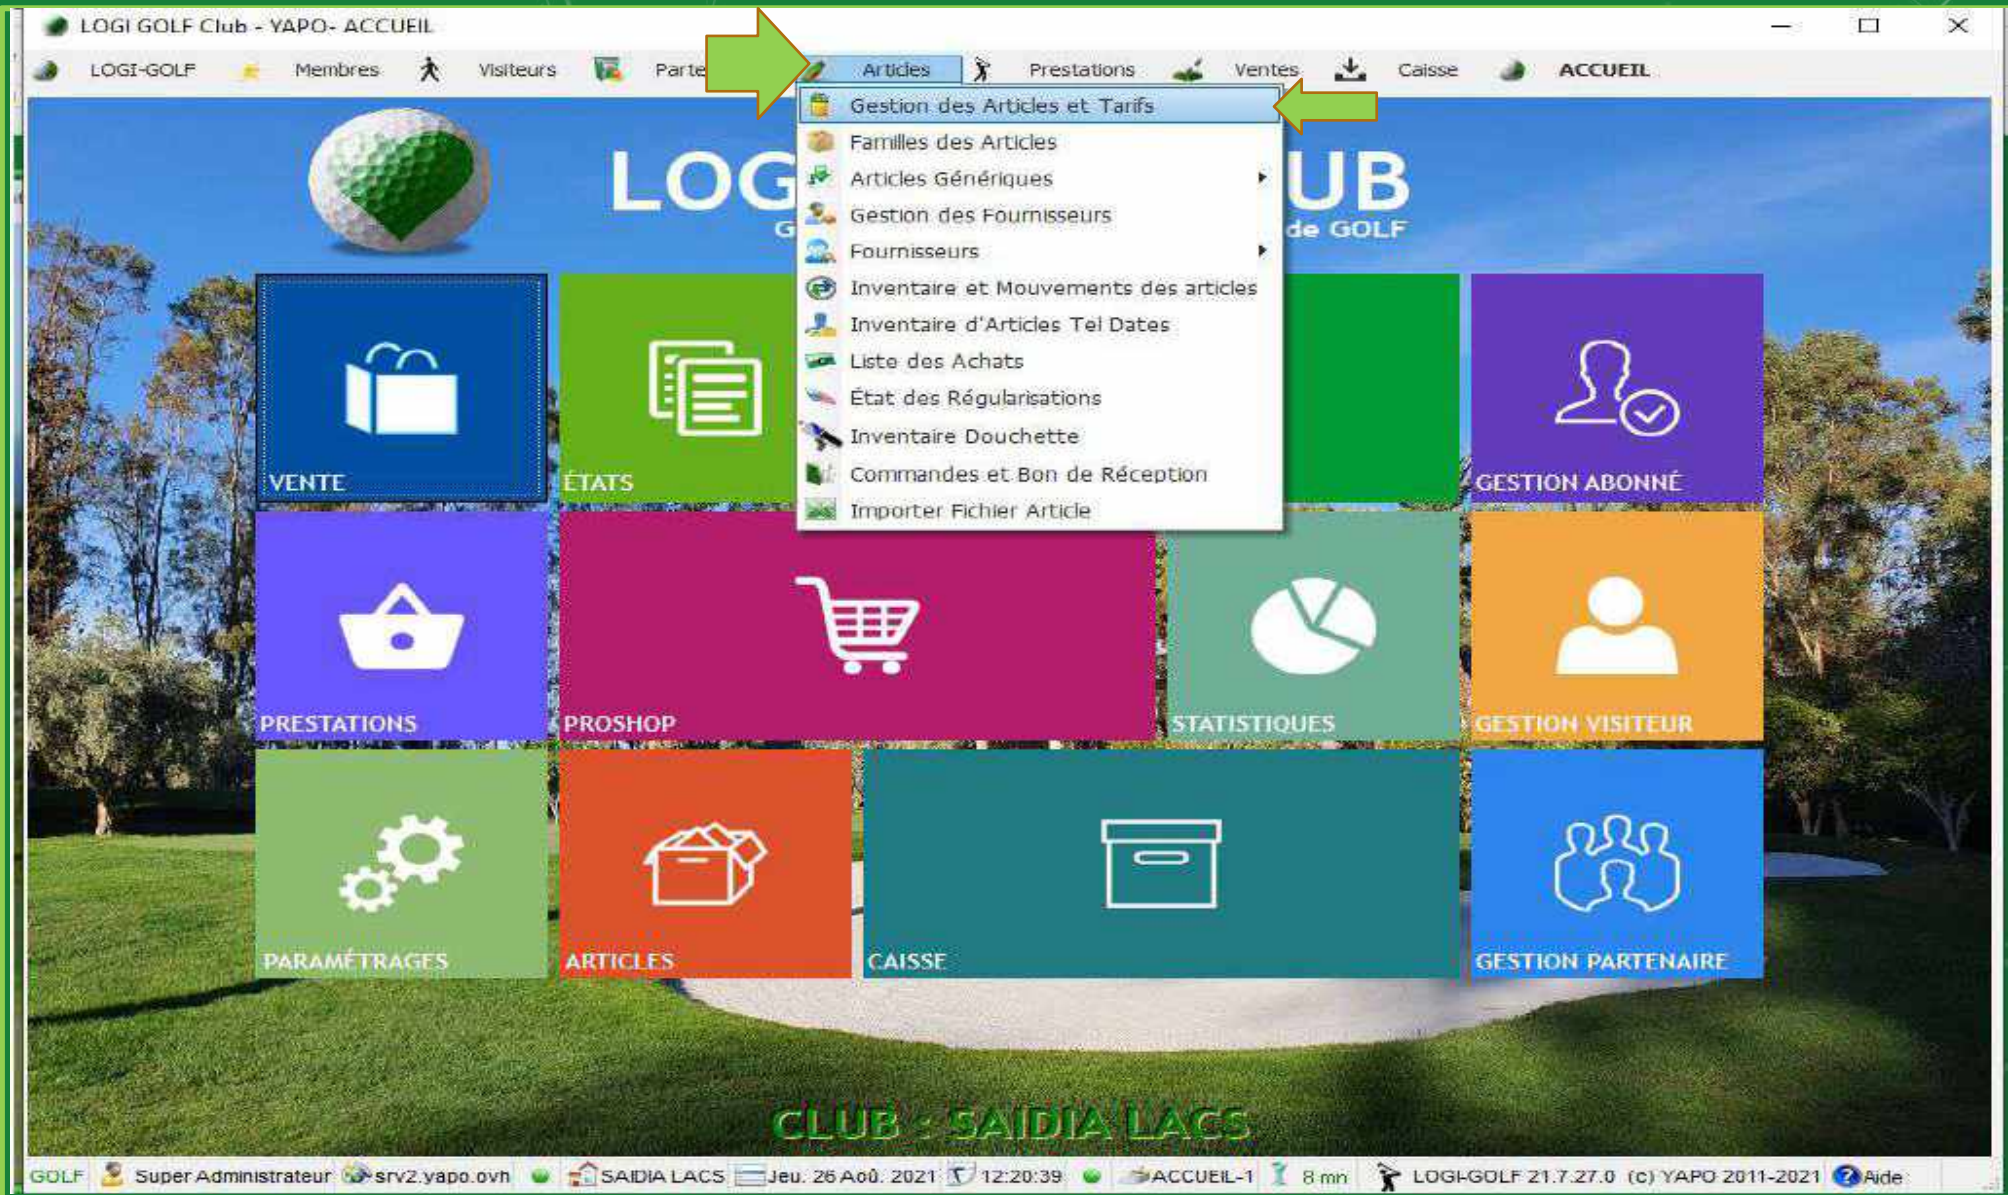 LOGI GOLF Club - YAPO- ACCUEIL
LOGI-GOLF Membres Visiteurs Parte Articles Prestations Ventes Caisse ACCUEIL
Gestion des Articles et Tarifs
Familles des Articles
Articles Génériques
Gestion des Fournisseurs
Fournisseurs
Inventaire et Mouvements des articles
Inventaire d'Articles Tel Dates
Liste des Achats
État des Régularisations
Inventaire Douchette
Commandes et Bon de Réception
Importer Fichier Article
LOG UB
G de GOLF
VENTE
ÉTATS
GESTION ABONNÉ
PRESTATIONS
PROSHOP
STATISTIQUES
GESTION VISITEUR
PARAMÉTRAGES
ARTICLES
CAISSE
GESTION PARTENAIRE
CLUB : SAIDIA LACS
GOLF Super Administrateur srv2.yapo.ovh SAIDIA LACS Jeu. 26 Aoû. 2021 12:20:39 ACCUEIL-1 8 mn LOGI-GOLF 21.7.27.0 (c) YAPO 2011-2021 Aide